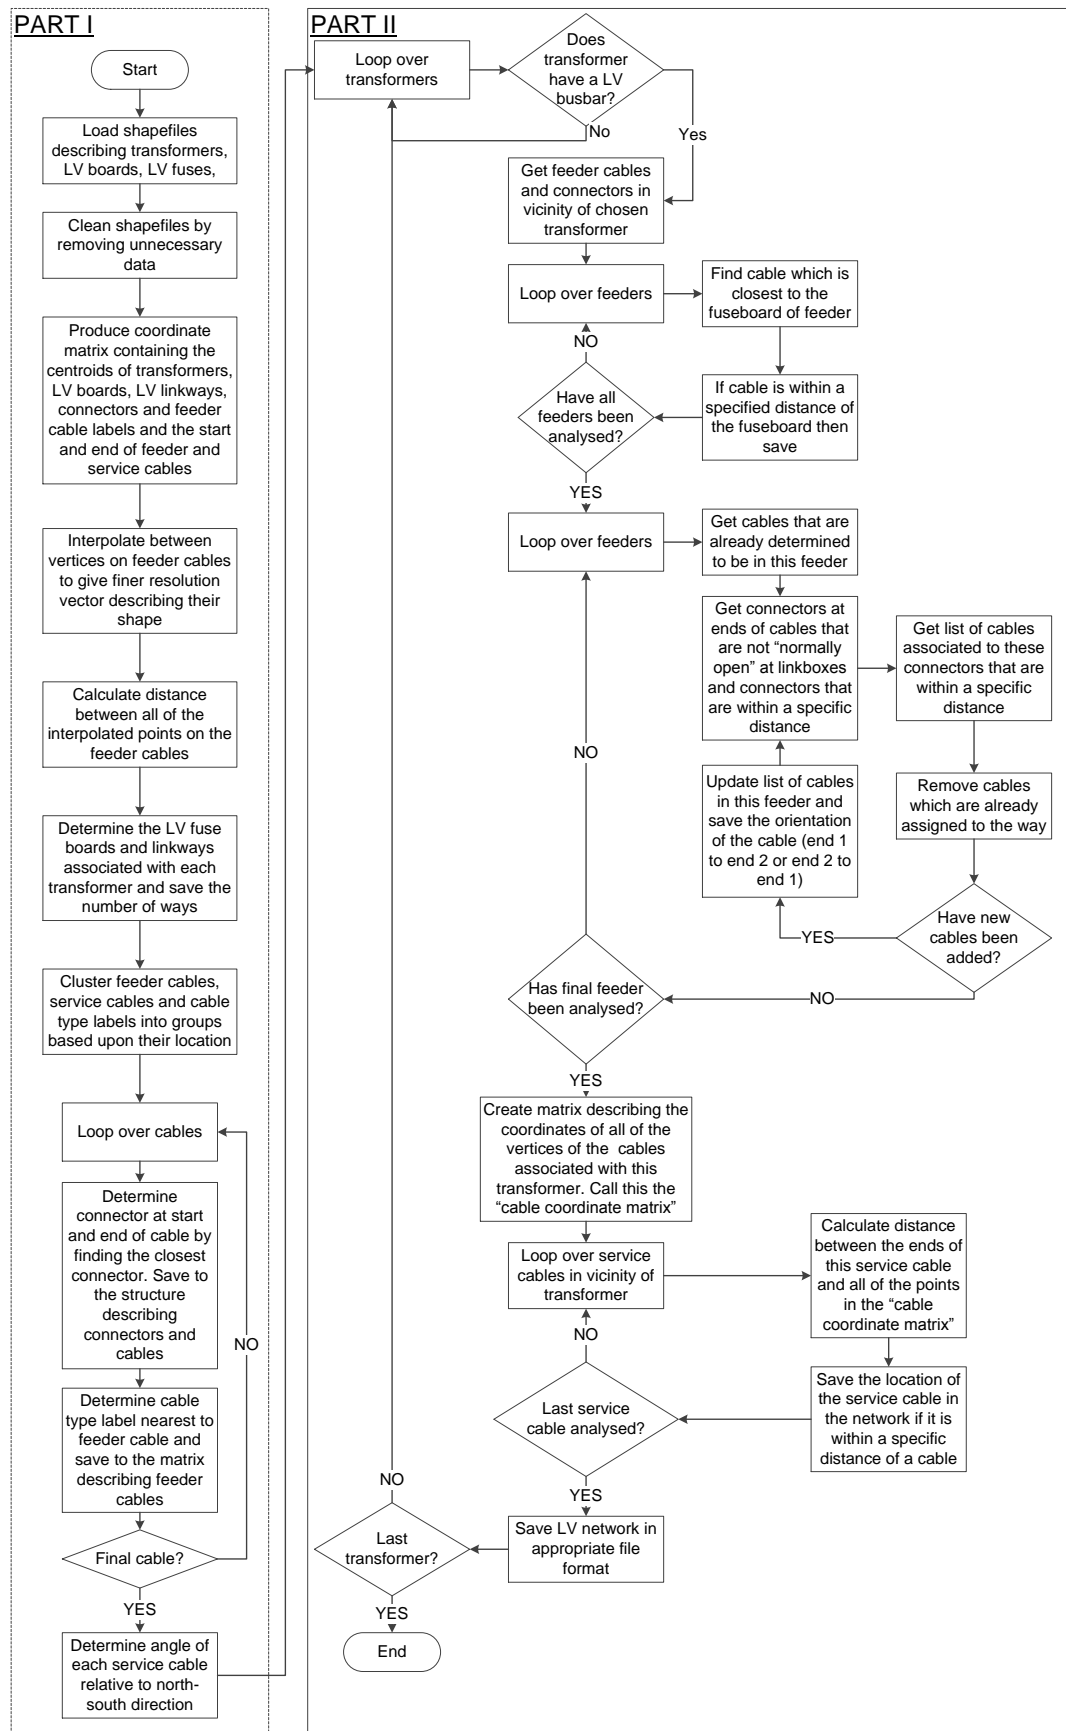 PART I
Start
Load shapefiles
describing transformers,
LV boards, LV fuses,
Clean shapefiles by
removing unnecessary
data
Produce coordinate
matrix containing the
centroids of transformers,
LV boards, LV linkways,
connectors and feeder
cable labels and the start
and end of feeder and
service cables
Interpolate between
vertices on feeder cables
to give finer resolution
vector describing their
shape
Calculate distance
between all of the
interpolated points on the
feeder cables
Determine the LV fuse
boards and linkways
associated with each
transformer and save the
number of ways
Cluster feeder cables,
service cables and cable
type labels into groups
based upon their location
Loop over cables
Determine
connector at start
and end of cable by
finding the closest
connector. Save to
the structure
describing
connectors and
cables
NO
Determine cable
type label nearest to
feeder cable and
save to the matrix
describing feeder
cables
Final cable?
YES
Determine angle of
each service cable
relative to north-
south direction
PART II
Loop over
transformers
Does
transformer
have a LV
busbar?
No
Yes
Get feeder cables
and connectors in
vicinity of chosen
transformer
Loop over feeders
Find cable which is
closest to the
fuseboard of feeder
If cable is within a
specified distance of
the fuseboard then
save
NO
Have all
feeders been
analysed?
YES
Loop over feeders
Get cables that are
already determined
to be in this feeder
Get connectors at
ends of cables that
are not “normally
open” at linkboxes
and connectors that
are within a specific
distance
Get list of cables
associated to these
connectors that are
within a specific
distance
Remove cables
which are already
assigned to the way
Have new
cables been
added?
YES
Update list of cables
in this feeder and
save the orientation
of the cable (end 1
to end 2 or end 2 to
end 1)
NO
NO
Has final feeder
been analysed?
YES
Create matrix describing the
coordinates of all of the
vertices of the cables
associated with this
transformer. Call this the
“cable coordinate matrix”
Loop over service
cables in vicinity of
transformer
Calculate distance
between the ends of
this service cable
and all of the points
in the “cable
coordinate matrix”
Save the location of
the service cable in
the network if it is
within a specific
distance of a cable
NO
Last service
cable analysed?
YES
Save LV network in
appropriate file
format
NO
Last
transformer?
YES
End